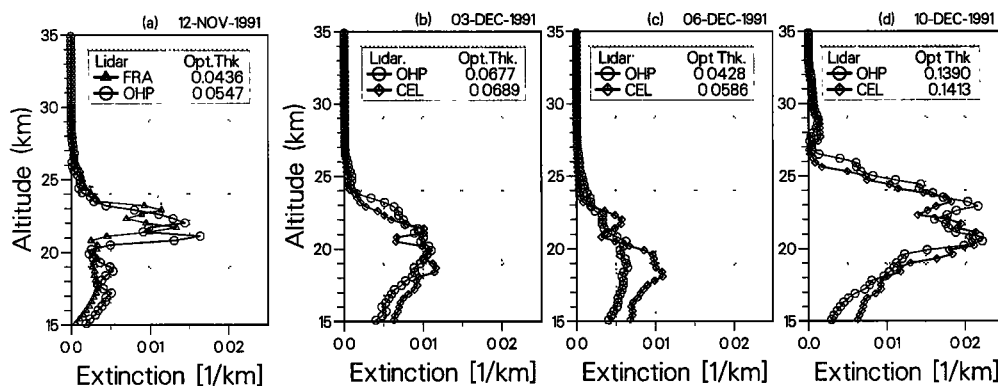 (a) 12-NOV-1991
35
30
25
20
15
Altitude (km)
Lidar Opt.Thk
FRA 0.0436
OHP 0.0547
0.0 0.01 0.02
Extinction [1/km]
(b) 03-DEC-1991
35
30
25
20
15
Altitude (km)
Lidar. Opt.Thk.
OHP 0.0677
CEL 0.0689
0.0 0.01 0.02
Extinction [1/km]
(c) 06-DEC-1991
35
30
25
20
15
Lidar Opt.Thk.
OHP 0.0428
CEL 0.0586
0.0 0.01 0.02
Extinction [1/km]
(d) 10-DEC-1991
35
30
25
20
15
Lidar Opt.Thk.
OHP 0.1390
CEL 0.1413
0.0 0.01 0.02
Extinction [1/km]